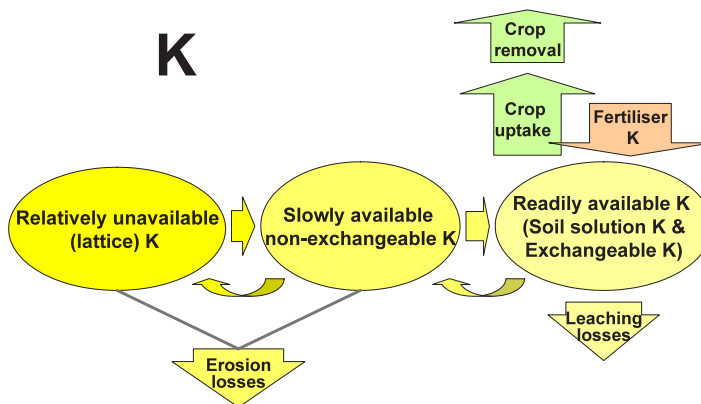 K
Crop
removal
Crop
uptake
Fertiliser
K
Relatively unavailable
(lattice) K
Slowly available
non-exchangeable K
Readily available K
(Soil solution K &
Exchangeable K)
Leaching
losses
Erosion
losses